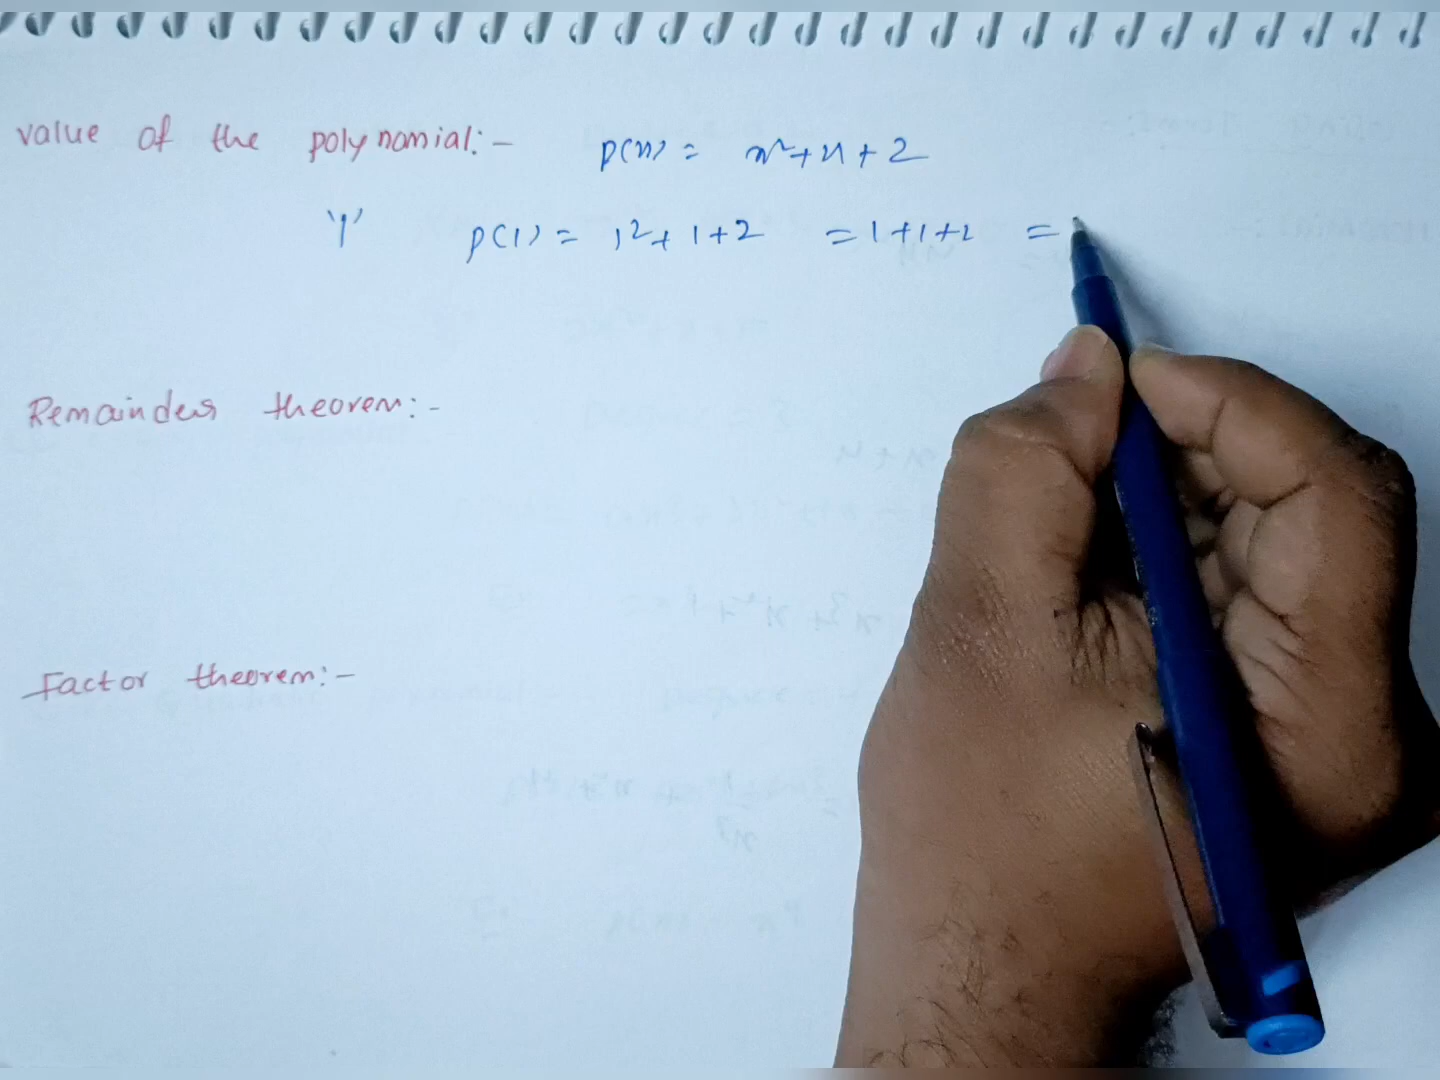 value of the polynomial:- p(x) = x²+x+2
'1' p(1) = 1²+1+2 =1+1+2 =
Remainder theorem:-
Factor theorem:-